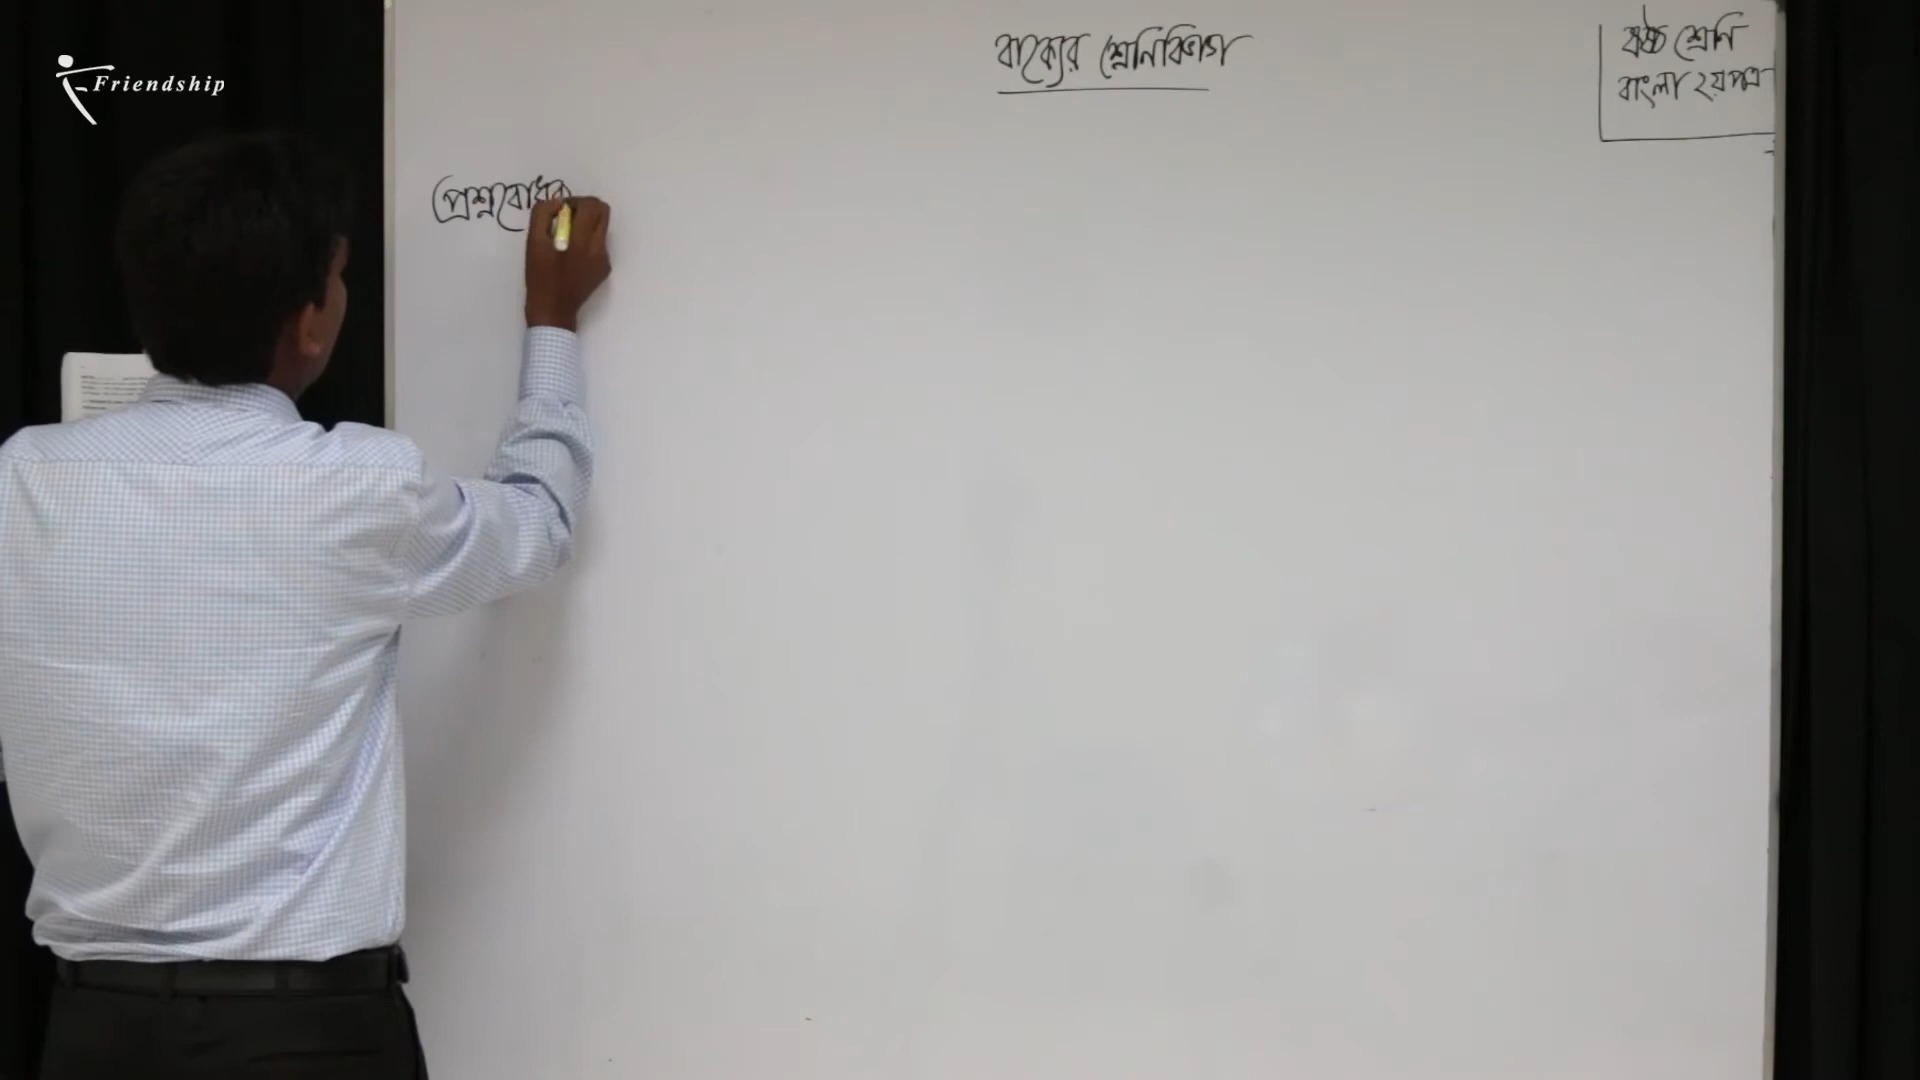 Friendship
বাক্যের শ্রেনিবিভাগ
ষষ্ঠ শ্রেনি
বাংলা ২য় পত্র
প্রশ্নবোধক